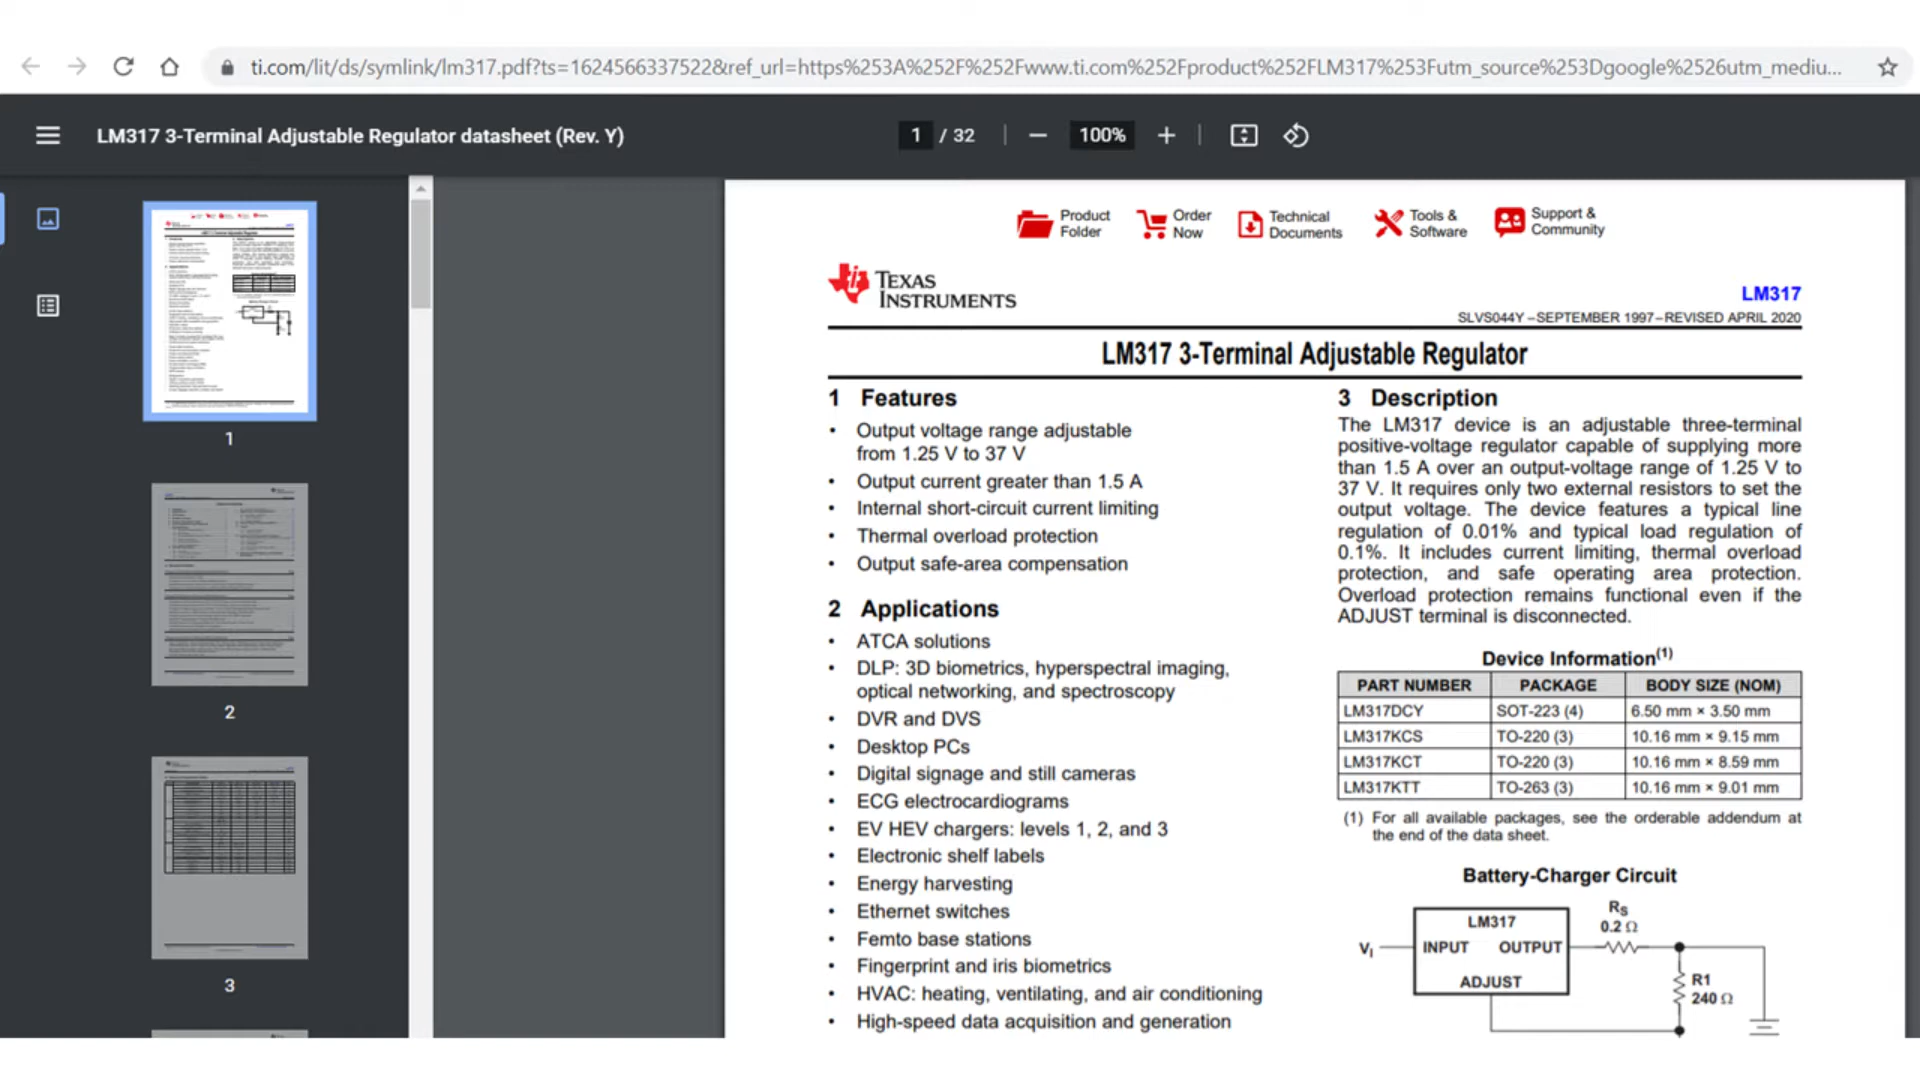 ti.com/lit/ds/symlink/lm317.pdf?ts=1624566337522&ref_url=https%253A%252F%252Fwww.ti.com%252Fproduct%252FLM317%253Futm_source%253Dgoogle%2526utm_mediu...
LM317 3-Terminal Adjustable Regulator datasheet (Rev. Y)
1 / 32
100%
1
2
3
Product
Folder
Order
Now
Technical
Documents
Tools &
Software
Support &
Community
TEXAS
INSTRUMENTS
LM317
SLVS044Y –SEPTEMBER 1997–REVISED APRIL 2020
LM317 3-Terminal Adjustable Regulator
1 Features
• Output voltage range adjustable
from 1.25 V to 37 V
• Output current greater than 1.5 A
• Internal short-circuit current limiting
• Thermal overload protection
• Output safe-area compensation
2 Applications
• ATCA solutions
• DLP: 3D biometrics, hyperspectral imaging,
optical networking, and spectroscopy
• DVR and DVS
• Desktop PCs
• Digital signage and still cameras
• ECG electrocardiograms
• EV HEV chargers: levels 1, 2, and 3
• Electronic shelf labels
• Energy harvesting
• Ethernet switches
• Femto base stations
• Fingerprint and iris biometrics
• HVAC: heating, ventilating, and air conditioning
• High-speed data acquisition and generation
3 Description
The LM317 device is an adjustable three-terminal
positive-voltage regulator capable of supplying more
than 1.5 A over an output-voltage range of 1.25 V to
37 V. It requires only two external resistors to set the
output voltage. The device features a typical line
regulation of 0.01% and typical load regulation of
0.1%. It includes current limiting, thermal overload
protection, and safe operating area protection.
Overload protection remains functional even if the
ADJUST terminal is disconnected.
Device Information(1)
PART NUMBER PACKAGE BODY SIZE (NOM)
LM317DCY SOT-223 (4) 6.50 mm × 3.50 mm
LM317KCS TO-220 (3) 10.16 mm × 9.15 mm
LM317KCT TO-220 (3) 10.16 mm × 8.59 mm
LM317KTT TO-263 (3) 10.16 mm × 9.01 mm
(1) For all available packages, see the orderable addendum at
the end of the data sheet.
Battery-Charger Circuit
LM317
VI INPUT OUTPUT
ADJUST
RS
0.2 Ω
R1
240 Ω